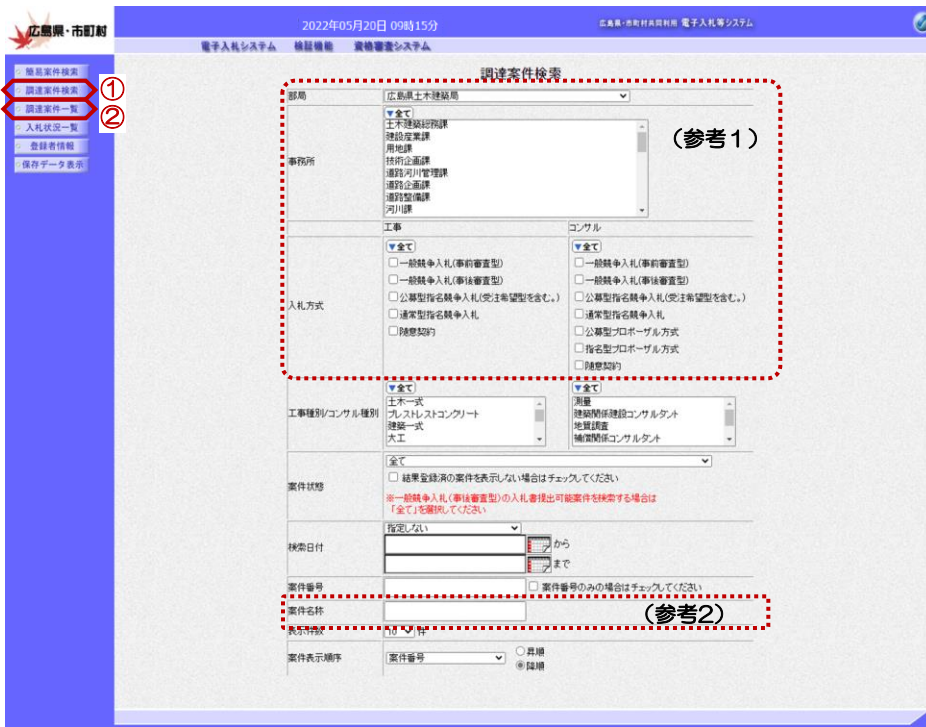 広島県・市町村
2022年05月20日 09時15分
広島県・市町村共同利用 電子入札等システム
電子入札システム 検証機能 資格審査システム
簡易案件検索
調達案件検索
①
調達案件一覧
②
入札状況一覧
登録者情報
保存データ表示
調達案件検索
部局
広島県土木建築局
事務所
▼全て
土木建築総務課
建設産業課
用地課
技術企画課
道路河川管理課
道路企画課
道路整備課
河川課
(参考1)
工事 コンサル
入札方式
▼全て
一般競争入札(事前審査型)
一般競争入札(事後審査型)
公募型指名競争入札(受注希望型を含む。)
通常型指名競争入札
随意契約
▼全て
一般競争入札(事前審査型)
一般競争入札(事後審査型)
公募型指名競争入札(受注希望型を含む。)
通常型指名競争入札
公募型プロポーザル方式
指名型プロポーザル方式
随意契約
工事種別/コンサル種別
▼全て
土木一式
プレストレストコンクリート
建築一式
大工
▼全て
測量
建築関係建設コンサルタント
地質調査
補償関係コンサルタント
案件状態
全て
結果登録済の案件を表示しない場合はチェックしてください
※一般競争入札(事後審査型)の入札書提出可能案件を検索する場合は
「全て」を選択してください
検索日付
指定しない
から
まで
案件番号
案件番号のみの場合はチェックしてください
案件名称
(参考2)
表示件数
10 件
案件表示順序
案件番号
昇順
降順